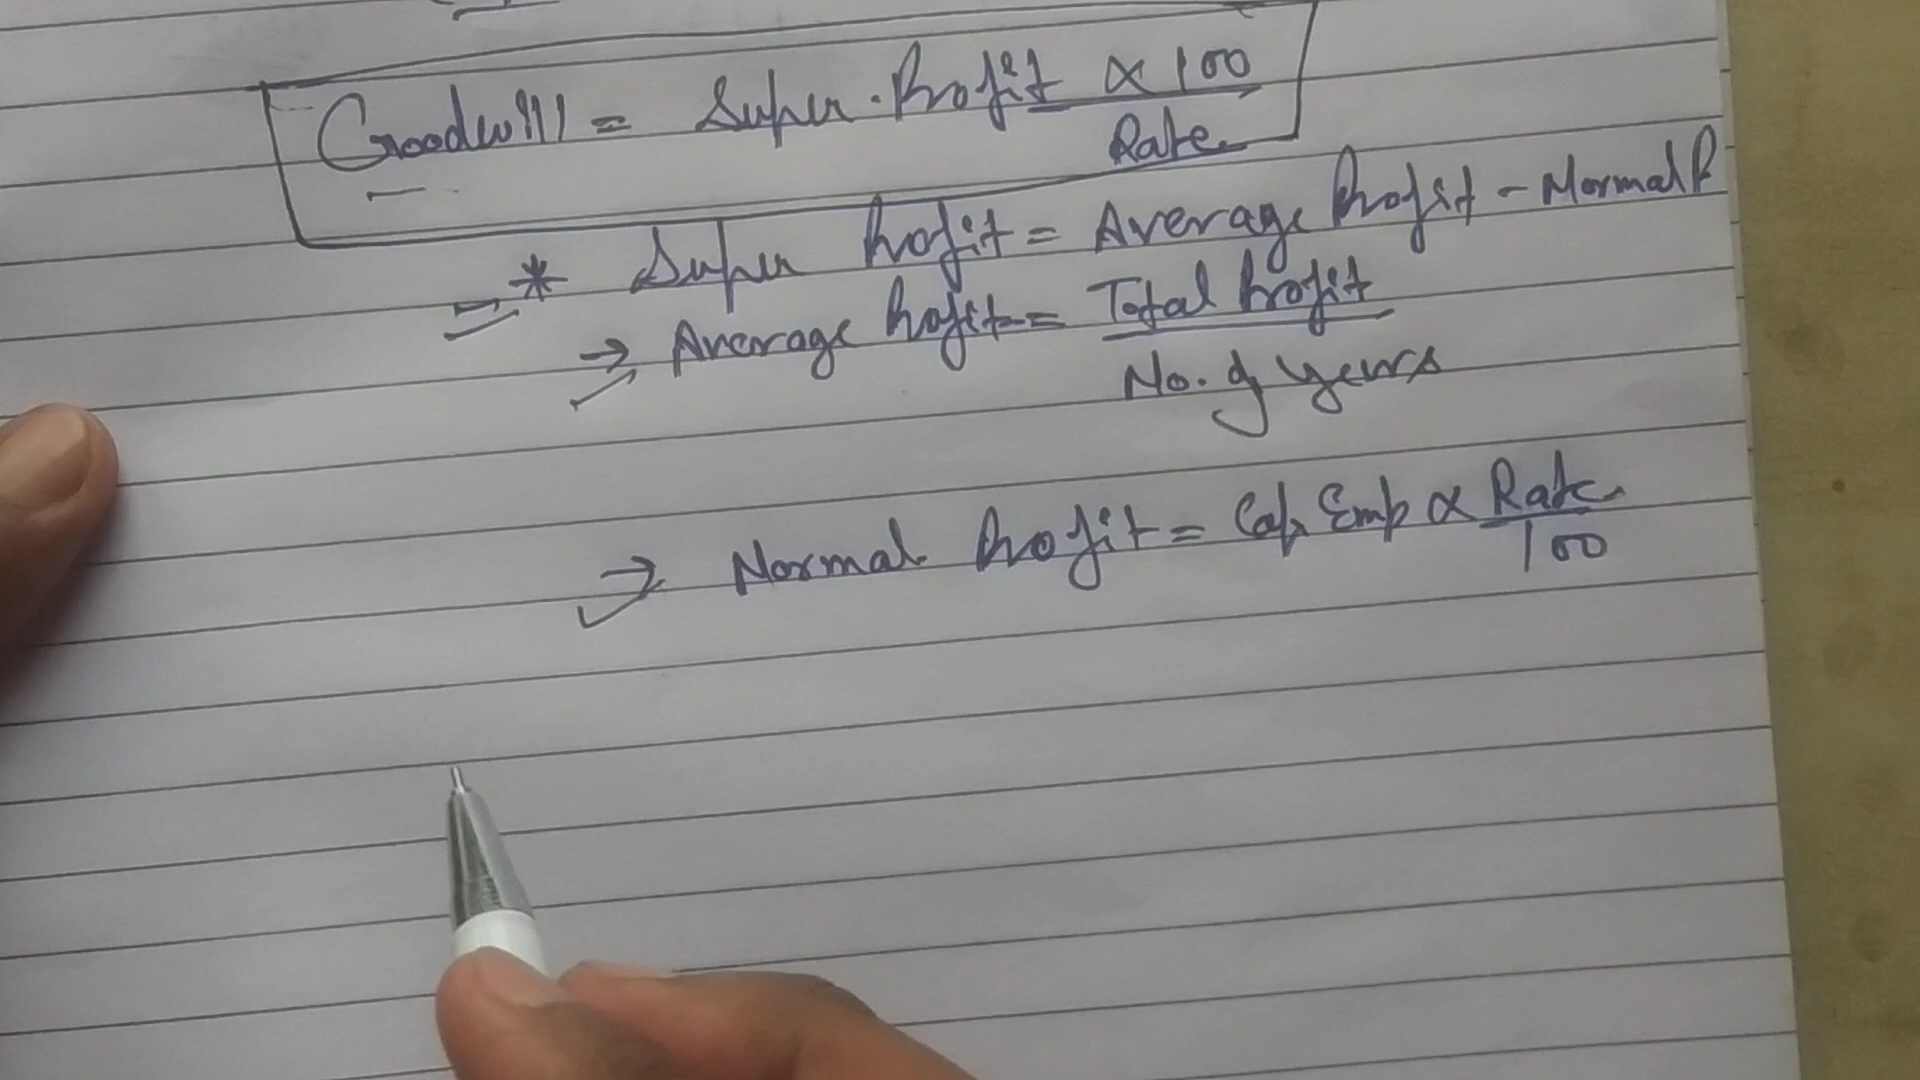 Goodwill = Super Profit × 100
Rate
* Super Profit = Average Profit - Normal P
→ Average Profit = Total Profit
No. of years
→ Normal Profit = Cap Emp × Rate
100